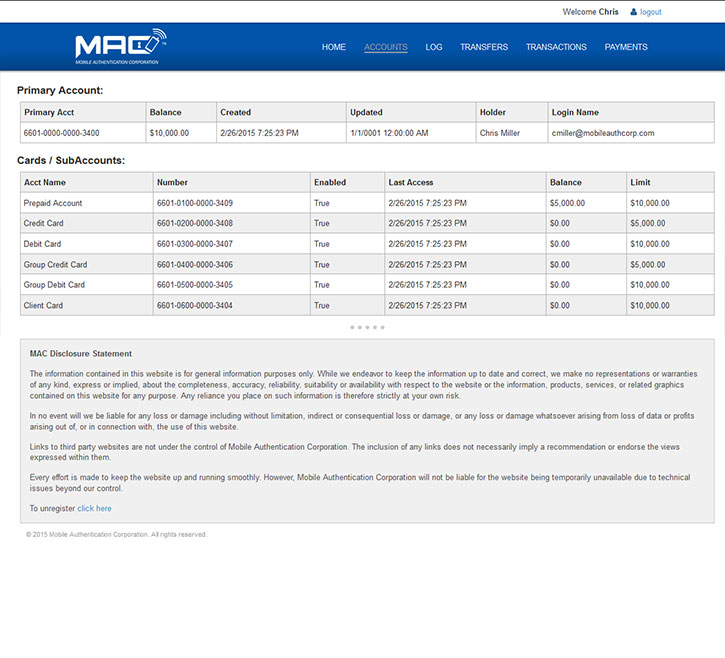 Welcome Chris logout
MAC ™
MOBILE AUTHENTICATION CORPORATION
HOME ACCOUNTS LOG TRANSFERS TRANSACTIONS PAYMENTS
Primary Account:
Primary Acct Balance Created Updated Holder Login Name
6601-0000-0000-3400 $10,000.00 2/26/2015 7:25:23 PM 1/1/0001 12:00:00 AM Chris Miller cmiller@mobileauthcorp.com
Cards / SubAccounts:
Acct Name Number Enabled Last Access Balance Limit
Prepaid Account 6601-0100-0000-3409 True 2/26/2015 7:25:23 PM $5,000.00 $10,000.00
Credit Card 6601-0200-0000-3408 True 2/26/2015 7:25:23 PM $0.00 $5,000.00
Debit Card 6601-0300-0000-3407 True 2/26/2015 7:25:23 PM $0.00 $10,000.00
Group Credit Card 6601-0400-0000-3406 True 2/26/2015 7:25:23 PM $0.00 $5,000.00
Group Debit Card 6601-0500-0000-3405 True 2/26/2015 7:25:23 PM $0.00 $10,000.00
Client Card 6601-0600-0000-3404 True 2/26/2015 7:25:23 PM $0.00 $10,000.00
MAC Disclosure Statement
The information contained in this website is for general information purposes only. While we endeavor to keep the information up to date and correct, we make no representations or warranties
of any kind, express or implied, about the completeness, accuracy, reliability, suitability or availability with respect to the website or the information, products, services, or related graphics
contained on this website for any purpose. Any reliance you place on such information is therefore strictly at your own risk.
In no event will we be liable for any loss or damage including without limitation, indirect or consequential loss or damage, or any loss or damage whatsoever arising from loss of data or profits
arising out of, or in connection with, the use of this website.
Links to third party websites are not under the control of Mobile Authentication Corporation. The inclusion of any links does not necessarily imply a recommendation or endorse the views
expressed within them.
Every effort is made to keep the website up and running smoothly. However, Mobile Authentication Corporation will not be liable for the website being temporarily unavailable due to technical
issues beyond our control.
To unregister click here
© 2015 Mobile Authentication Corporation. All rights reserved.